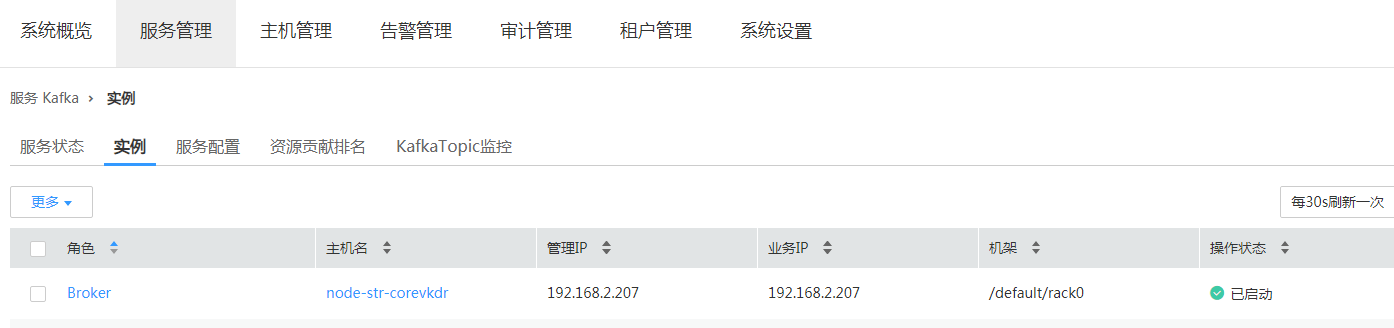 系统概览 服务管理 主机管理 告警管理 审计管理 租户管理 系统设置
服务 Kafka › 实例
服务状态 实例 服务配置 资源贡献排名 KafkaTopic监控
更多 每30s刷新一次
角色 主机名 管理IP 业务IP 机架 操作状态
Broker node-str-corevkdr 192.168.2.207 192.168.2.207 /default/rack0 已启动